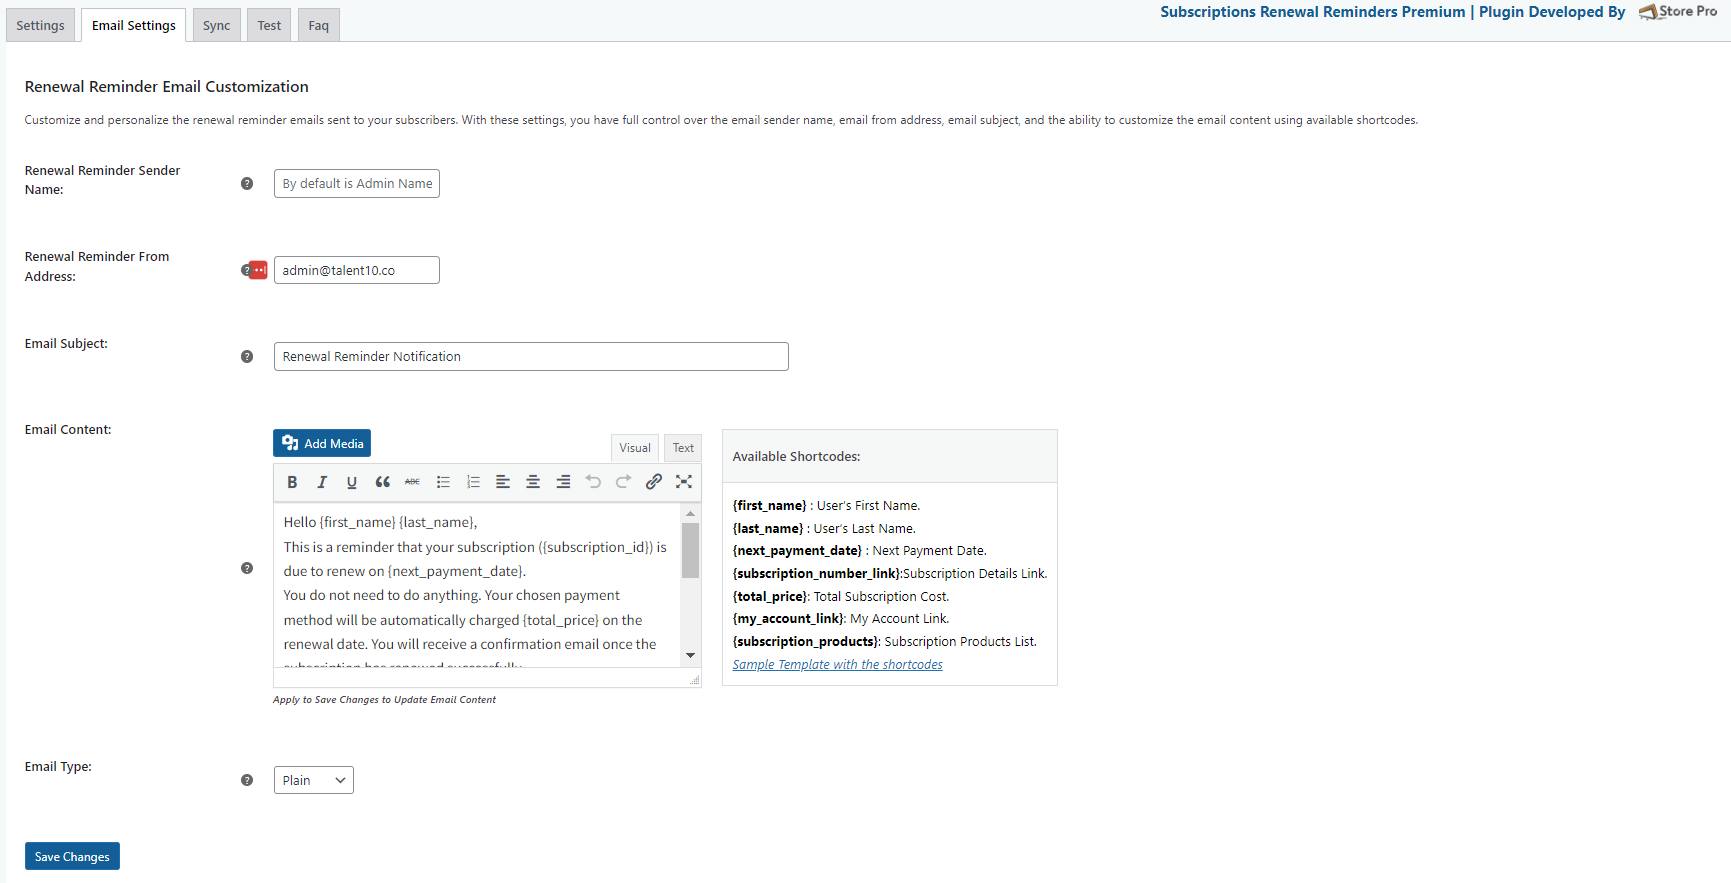 Settings
Email Settings
Sync
Test
Faq
Subscriptions Renewal Reminders Premium | Plugin Developed By
Store Pro
Renewal Reminder Email Customization
Customize and personalize the renewal reminder emails sent to your subscribers. With these settings, you have full control over the email sender name, email from address, email subject, and the ability to customize the email content using available shortcodes.
Renewal Reminder Sender
Name:
By default is Admin Name
Renewal Reminder From
Address:
admin@talent10.co
Email Subject:
Renewal Reminder Notification
Email Content:
Add Media
Visual
Text
B I U ABC
Hello {first_name} {last_name},
This is a reminder that your subscription ({subscription_id}) is
due to renew on {next_payment_date}.
You do not need to do anything. Your chosen payment
method will be automatically charged {total_price} on the
renewal date. You will receive a confirmation email once the
subscription has renewed successfully.
Apply to Save Changes to Update Email Content
Available Shortcodes:
{first_name} : User's First Name.
{last_name} : User's Last Name.
{next_payment_date} : Next Payment Date.
{subscription_number_link}:Subscription Details Link.
{total_price}: Total Subscription Cost.
{my_account_link}: My Account Link.
{subscription_products}: Subscription Products List.
Sample Template with the shortcodes
Email Type:
Plain
Save Changes